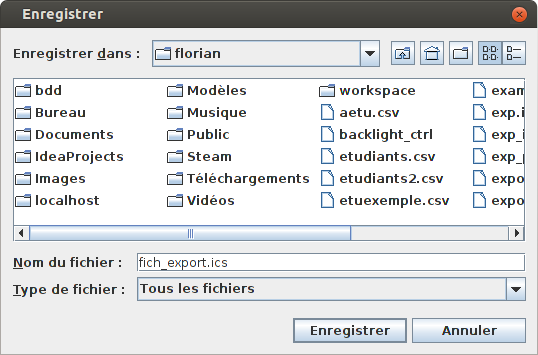 Enregistrer
Enregistrer dans : florian
bdd Modèles workspace exam
Bureau Musique aetu.csv exp.i
Documents Public backlight_ctrl exp_i
IdeaProjects Steam etudiants.csv exp_p
Images Téléchargements etudiants2.csv expo
localhost Vidéos etuexemple.csv expo
Nom du fichier : fich_export.ics
Type de fichier : Tous les fichiers
Enregistrer Annuler